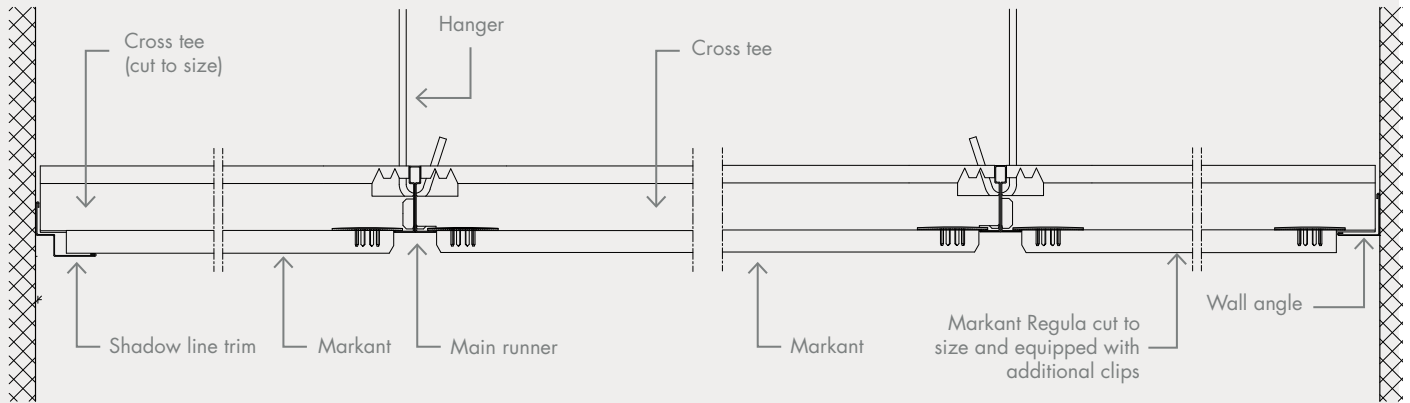 Hanger
Cross tee
(cut to size)
Cross tee
Wall angle
Markant Regula cut to
size and equipped with
additional clips
Shadow line trim
Markant
Main runner
Markant